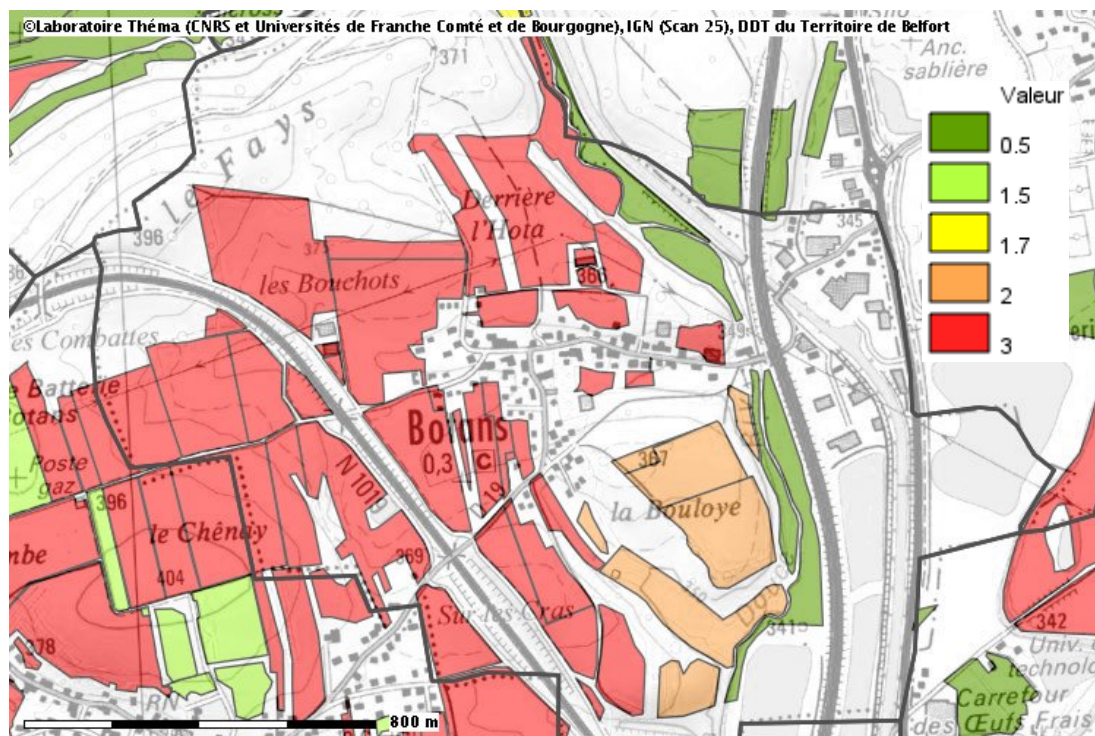 ©Laboratoire Théma (CNRS et Universités de Franche Comté et de Bourgogne), IGN (Scan 25), DDT du Territoire de Belfort
371
Anc.
sablière
Valeur
0.5
1.5
1.7
2
3
le Fays
Derrière
l'Hota
345
396
375
les Bouchots
366
es Combattes
349
Batterie
otans
Botans
0,3
C
Poste
gaz
396
N 1019
D 19
367
la Bouloye
le Chênoy
mbe
404
369
Sur les Cras
341
342
378
Univ.
technolo
RN
Carrefour
des Œufs Frais
800 m